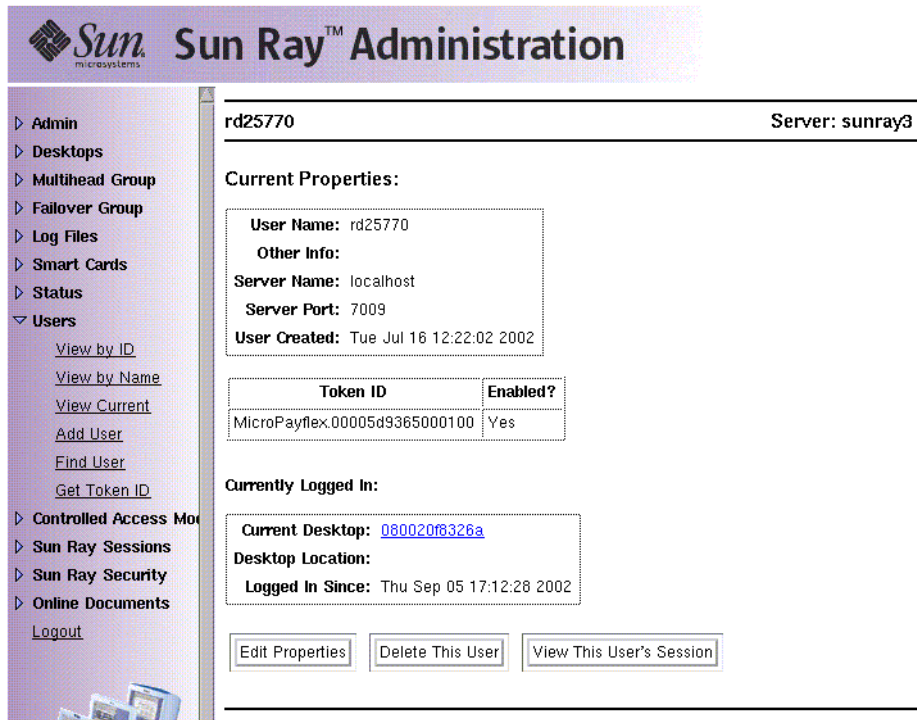 Sun microsystems Sun Ray™ Administration
Admin
Desktops
Multihead Group
Failover Group
Log Files
Smart Cards
Status
Users
View by ID
View by Name
View Current
Add User
Find User
Get Token ID
Controlled Access Mo
Sun Ray Sessions
Sun Ray Security
Online Documents
Logout
rd25770 Server: sunray3
Current Properties:
User Name: rd25770
Other Info:
Server Name: localhost
Server Port: 7009
User Created: Tue Jul 16 12:22:02 2002
Token ID Enabled?
MicroPayflex.00005d9365000100 Yes
Currently Logged In:
Current Desktop: 080020f8326a
Desktop Location:
Logged In Since: Thu Sep 05 17:12:28 2002
Edit Properties Delete This User View This User's Session